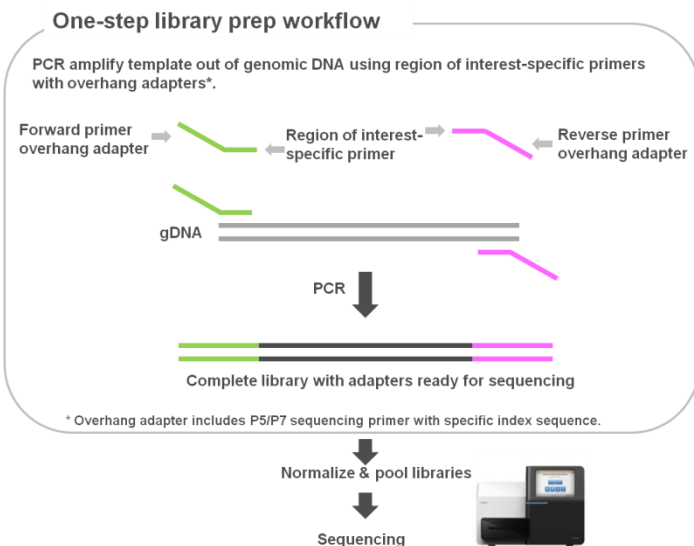 One-step library prep workflow
PCR amplify template out of genomic DNA using region of interest-specific primers
with overhang adapters*.
Forward primer
overhang adapter
Region of interest-
specific primer
Reverse primer
overhang adapter
gDNA
PCR
Complete library with adapters ready for sequencing
* Overhang adapter includes P5/P7 sequencing primer with specific index sequence.
Normalize & pool libraries
Sequencing